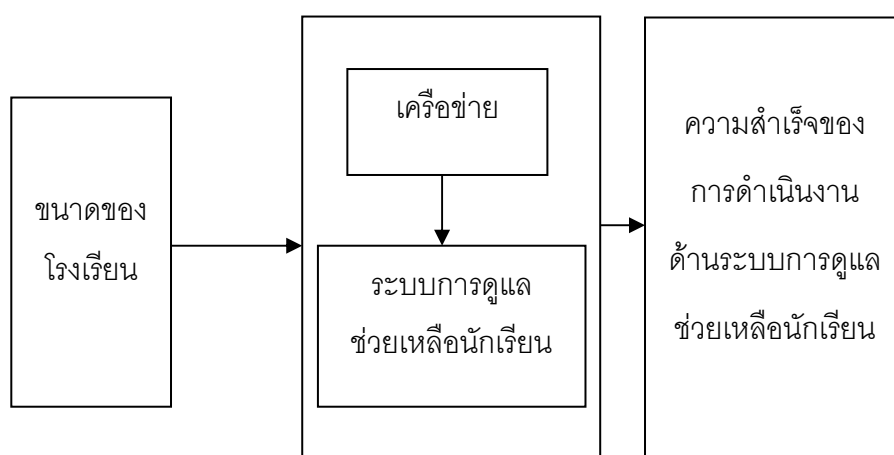 ขนาดของ
โรงเรียน
เครือข่าย
ระบบการดูแล
ช่วยเหลือนักเรียน
ความสำเร็จของ
การดำเนินงาน
ด้านระบบการดูแล
ช่วยเหลือนักเรียน